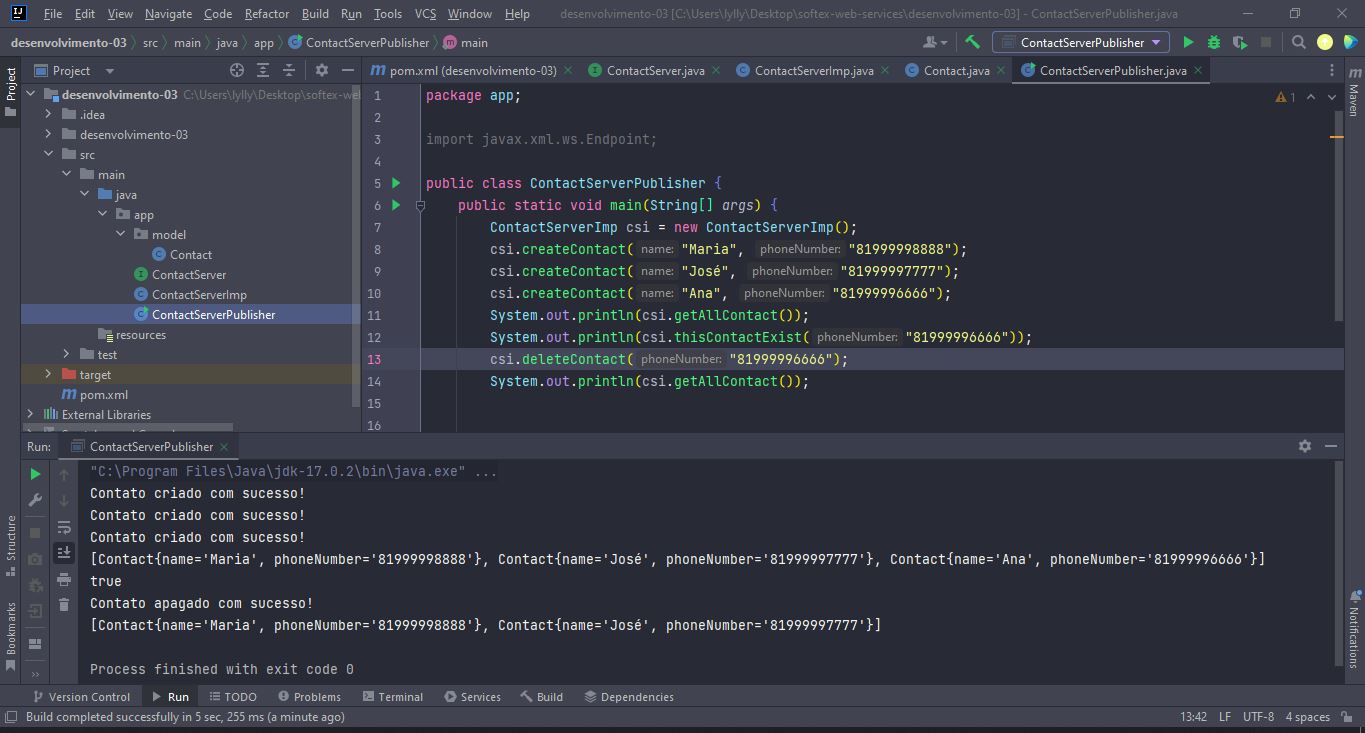 File Edit View Navigate Code Refactor Build Run Tools VCS Window Help desenvolvimento-03 [C:\Users\lylly\Desktop\softex-web-services\desenvolvimento-03] - ContactServerPublisher.java
desenvolvimento-03 src main java app ContactServerPublisher main
ContactServerPublisher
Project
pom.xml (desenvolvimento-03) ContactServer.java ContactServerImp.java Contact.java ContactServerPublisher.java
Project
Maven
desenvolvimento-03 C:\Users\lylly\Desktop\softex-wel
.idea
desenvolvimento-03
src
main
java
app
model
Contact
ContactServer
ContactServerImp
ContactServerPublisher
resources
test
target
pom.xml
External Libraries
1 package app;
1
2
3 import javax.xml.ws.Endpoint;
4
5 public class ContactServerPublisher {
6 public static void main(String[] args) {
7 ContactServerImp csi = new ContactServerImp();
8 csi.createContact( name: "Maria", phoneNumber: "81999998888");
9 csi.createContact( name: "José", phoneNumber: "81999997777");
10 csi.createContact( name: "Ana", phoneNumber: "81999996666");
11 System.out.println(csi.getAllContact());
12 System.out.println(csi.thisContactExist( phoneNumber: "81999996666"));
13 csi.deleteContact( phoneNumber: "81999996666");
14 System.out.println(csi.getAllContact());
15
16
Run: ContactServerPublisher
"C:\Program Files\Java\jdk-17.0.2\bin\java.exe" ...
Contato criado com sucesso!
Contato criado com sucesso!
Contato criado com sucesso!
[Contact{name='Maria', phoneNumber='81999998888'}, Contact{name='José', phoneNumber='81999997777'}, Contact{name='Ana', phoneNumber='81999996666'}]
true
Contato apagado com sucesso!
[Contact{name='Maria', phoneNumber='81999998888'}, Contact{name='José', phoneNumber='81999997777'}]
Process finished with exit code 0
Structure
Bookmarks
Notifications
Version Control Run TODO Problems Terminal Services Build Dependencies
Build completed successfully in 5 sec, 255 ms (a minute ago)
13:42 LF UTF-8 4 spaces